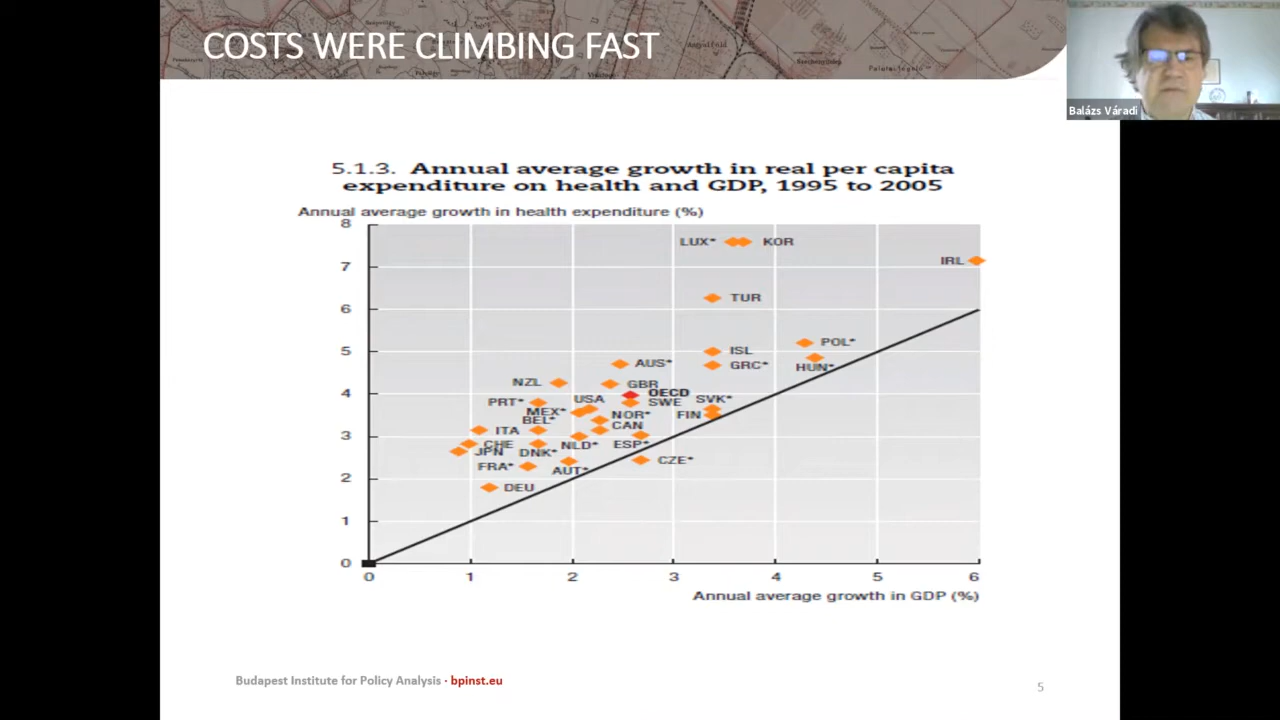 COSTS WERE CLIMBING FAST
Balázs Váradi
5.1.3. Annual average growth in real per capita
expenditure on health and GDP, 1995 to 2005
Annual average growth in health expenditure (%)
8
LUX* KOR
7
IRL
TUR
6
5
ISL
POL*
AUS*
GRC*
HUN*
NZL
GBR
4
OECD
PRT*
USA
SWE
SVK*
MEX*
NOR*
FIN
BEL*
CAN
3
ITA
CHE
NLD*
ESP*
JPN
DNK*
CZE*
2
FRA*
AUT*
DEU
1
0
0 1 2 3 4 5 6
Annual average growth in GDP (%)
Budapest Institute for Policy Analysis · bpinst.eu
5